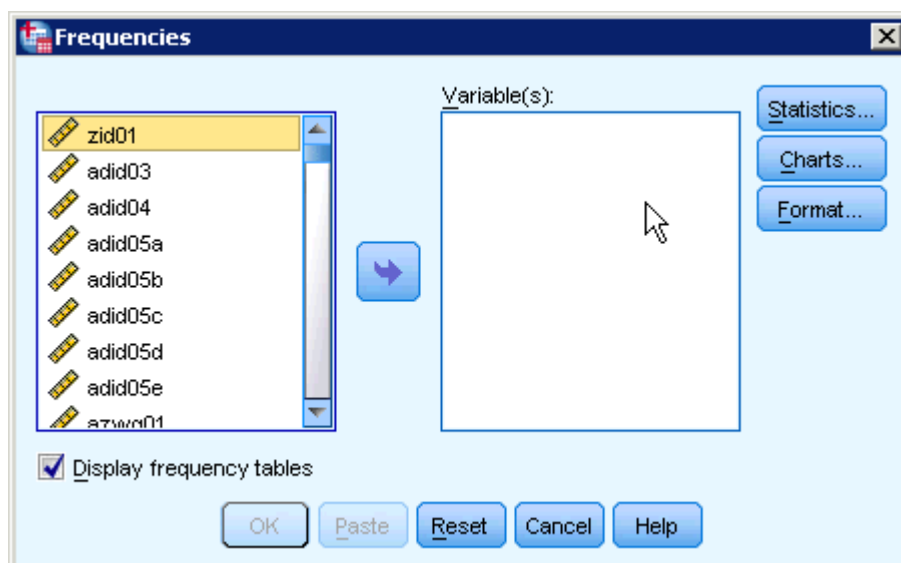 Frequencies
Variable(s):
zid01
adid03
adid04
adid05a
adid05b
adid05c
adid05d
adid05e
azwg01
Statistics...
Charts...
Format...
Display frequency tables
OK
Paste
Reset
Cancel
Help